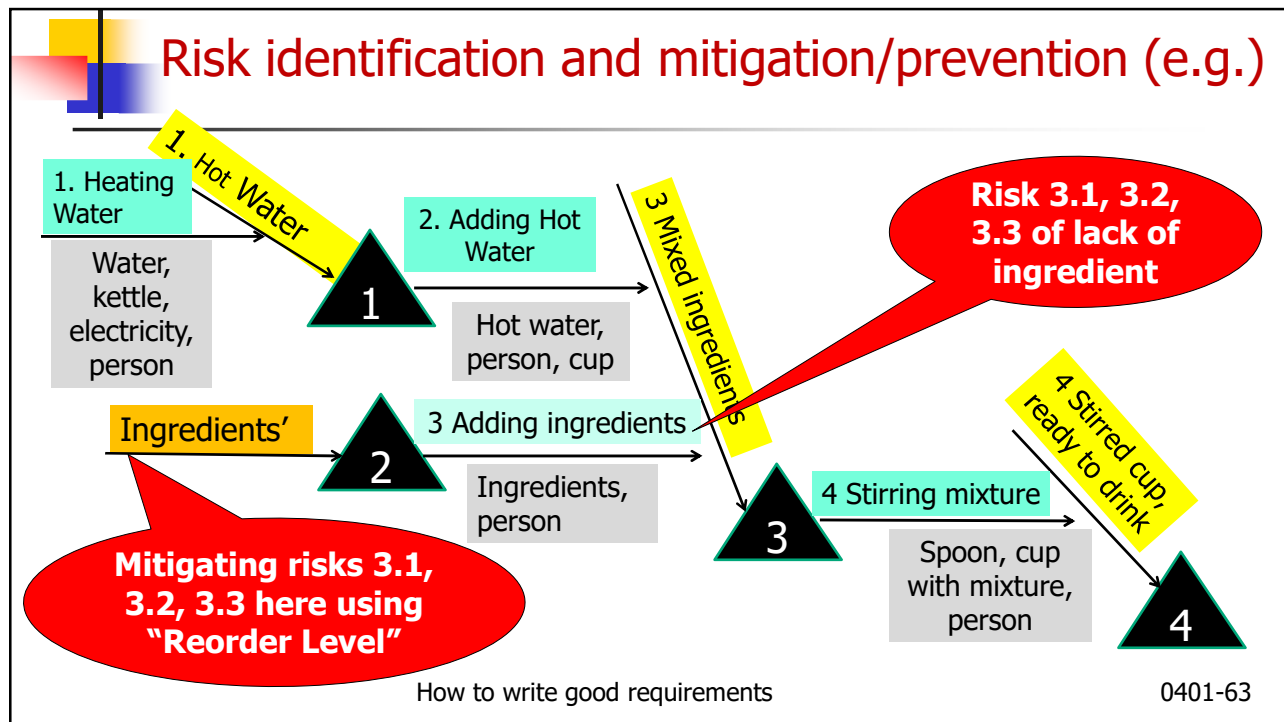 Risk identification and mitigation/prevention (e.g.)
1. Heating
Water
1. Hot Water
Water,
kettle,
electricity,
person
1
2. Adding Hot
Water
Hot water,
person, cup
3 Mixed ingredients
Risk 3.1, 3.2,
3.3 of lack of
ingredient
Ingredients’
2
3 Adding ingredients
Ingredients,
person
3
4 Stirring mixture
Spoon, cup
with mixture,
person
4 Stirred cup,
ready to drink
4
Mitigating risks 3.1,
3.2, 3.3 here using
“Reorder Level”
How to write good requirements
0401-63